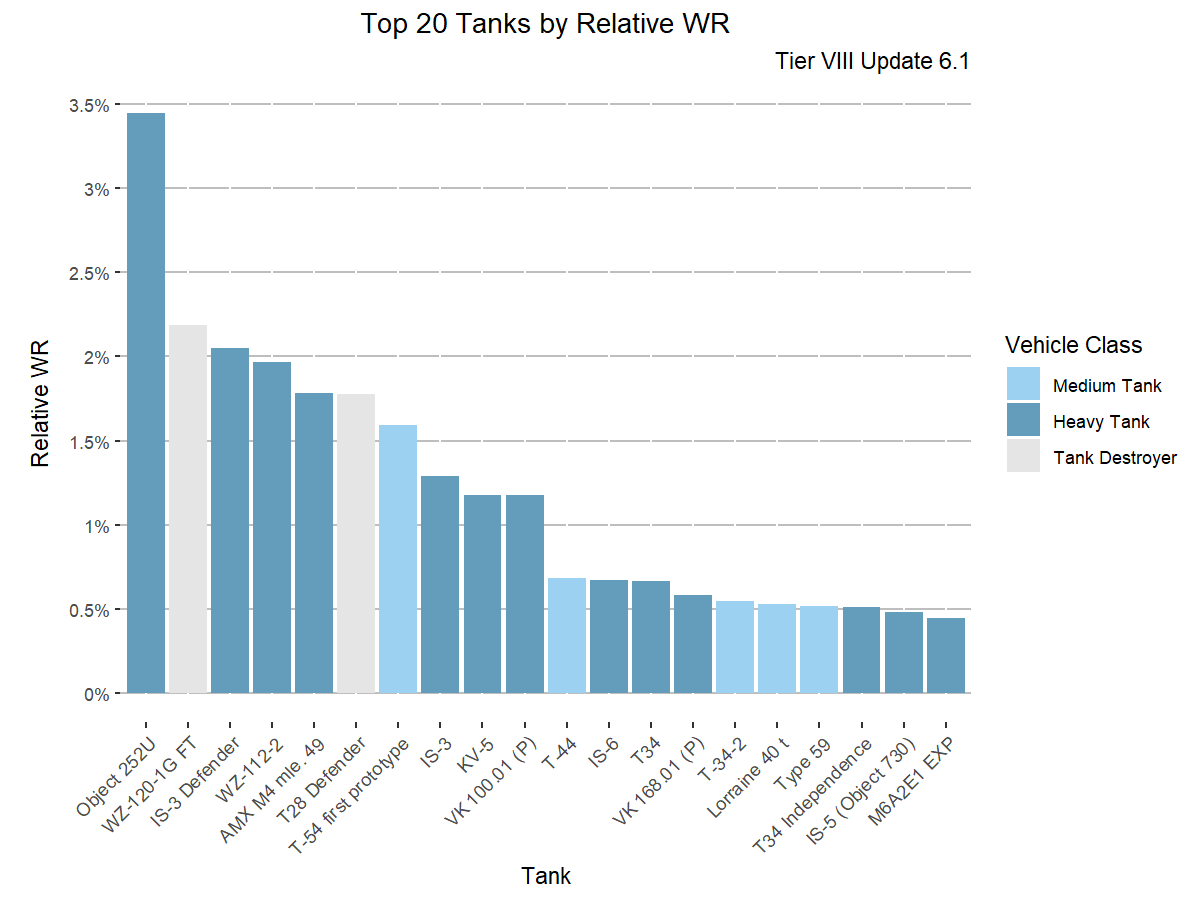 Top 20 Tanks by Relative WR
Tier VIII Update 6.1
3.5%
3%
2.5%
2%
1.5%
1%
0.5%
0%
Relative WR
Object 252U
WZ-120-1G FT
IS-3 Defender
WZ-112-2
AMX M4 mle. 49
T28 Defender
T-54 first prototype
IS-3
KV-5
VK 100.01 (P)
T-44
IS-6
T34
VK 168.01 (P)
T-34-2
Lorraine 40 t
Type 59
T34 Independence
IS-5 (Object 730)
M6A2E1 EXP
Tank
Vehicle Class
Medium Tank
Heavy Tank
Tank Destroyer